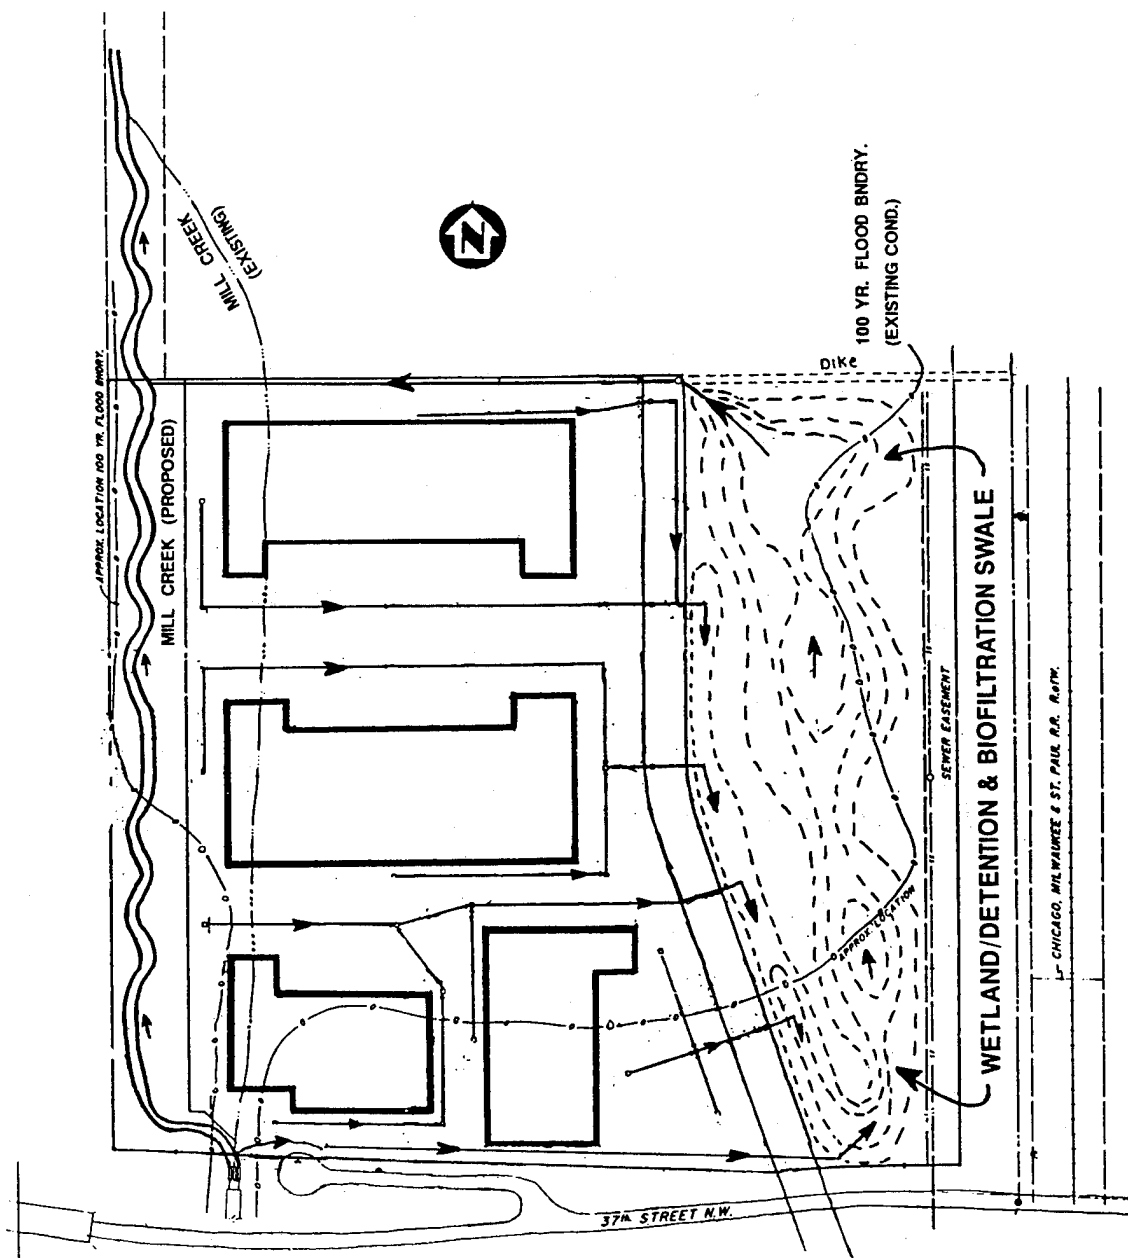 MILL CREEK
(EXISTING)
N
100 YR. FLOOD BNDRY.
(EXISTING COND.)
APPROX. LOCATION 100 YR. FLOOD BNDRY.
DIKE
MILL CREEK (PROPOSED)
WETLAND/DETENTION & BIOFILTRATION SWALE
SEWER EASEMENT
CHICAGO, MILWAUKEE & ST. PAUL R.R. R.ofW.
APPROX. LOCATION
37th STREET N.W.